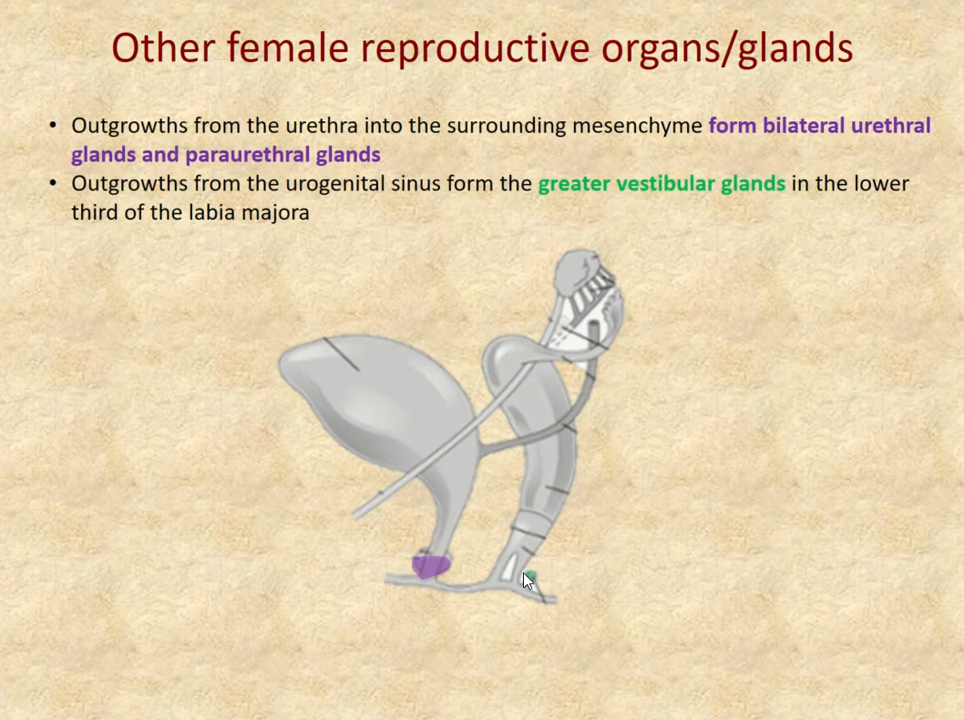 Other female reproductive organs/glands
• Outgrowths from the urethra into the surrounding mesenchyme form bilateral urethral
glands and paraurethral glands
• Outgrowths from the urogenital sinus form the greater vestibular glands in the lower
third of the labia majora